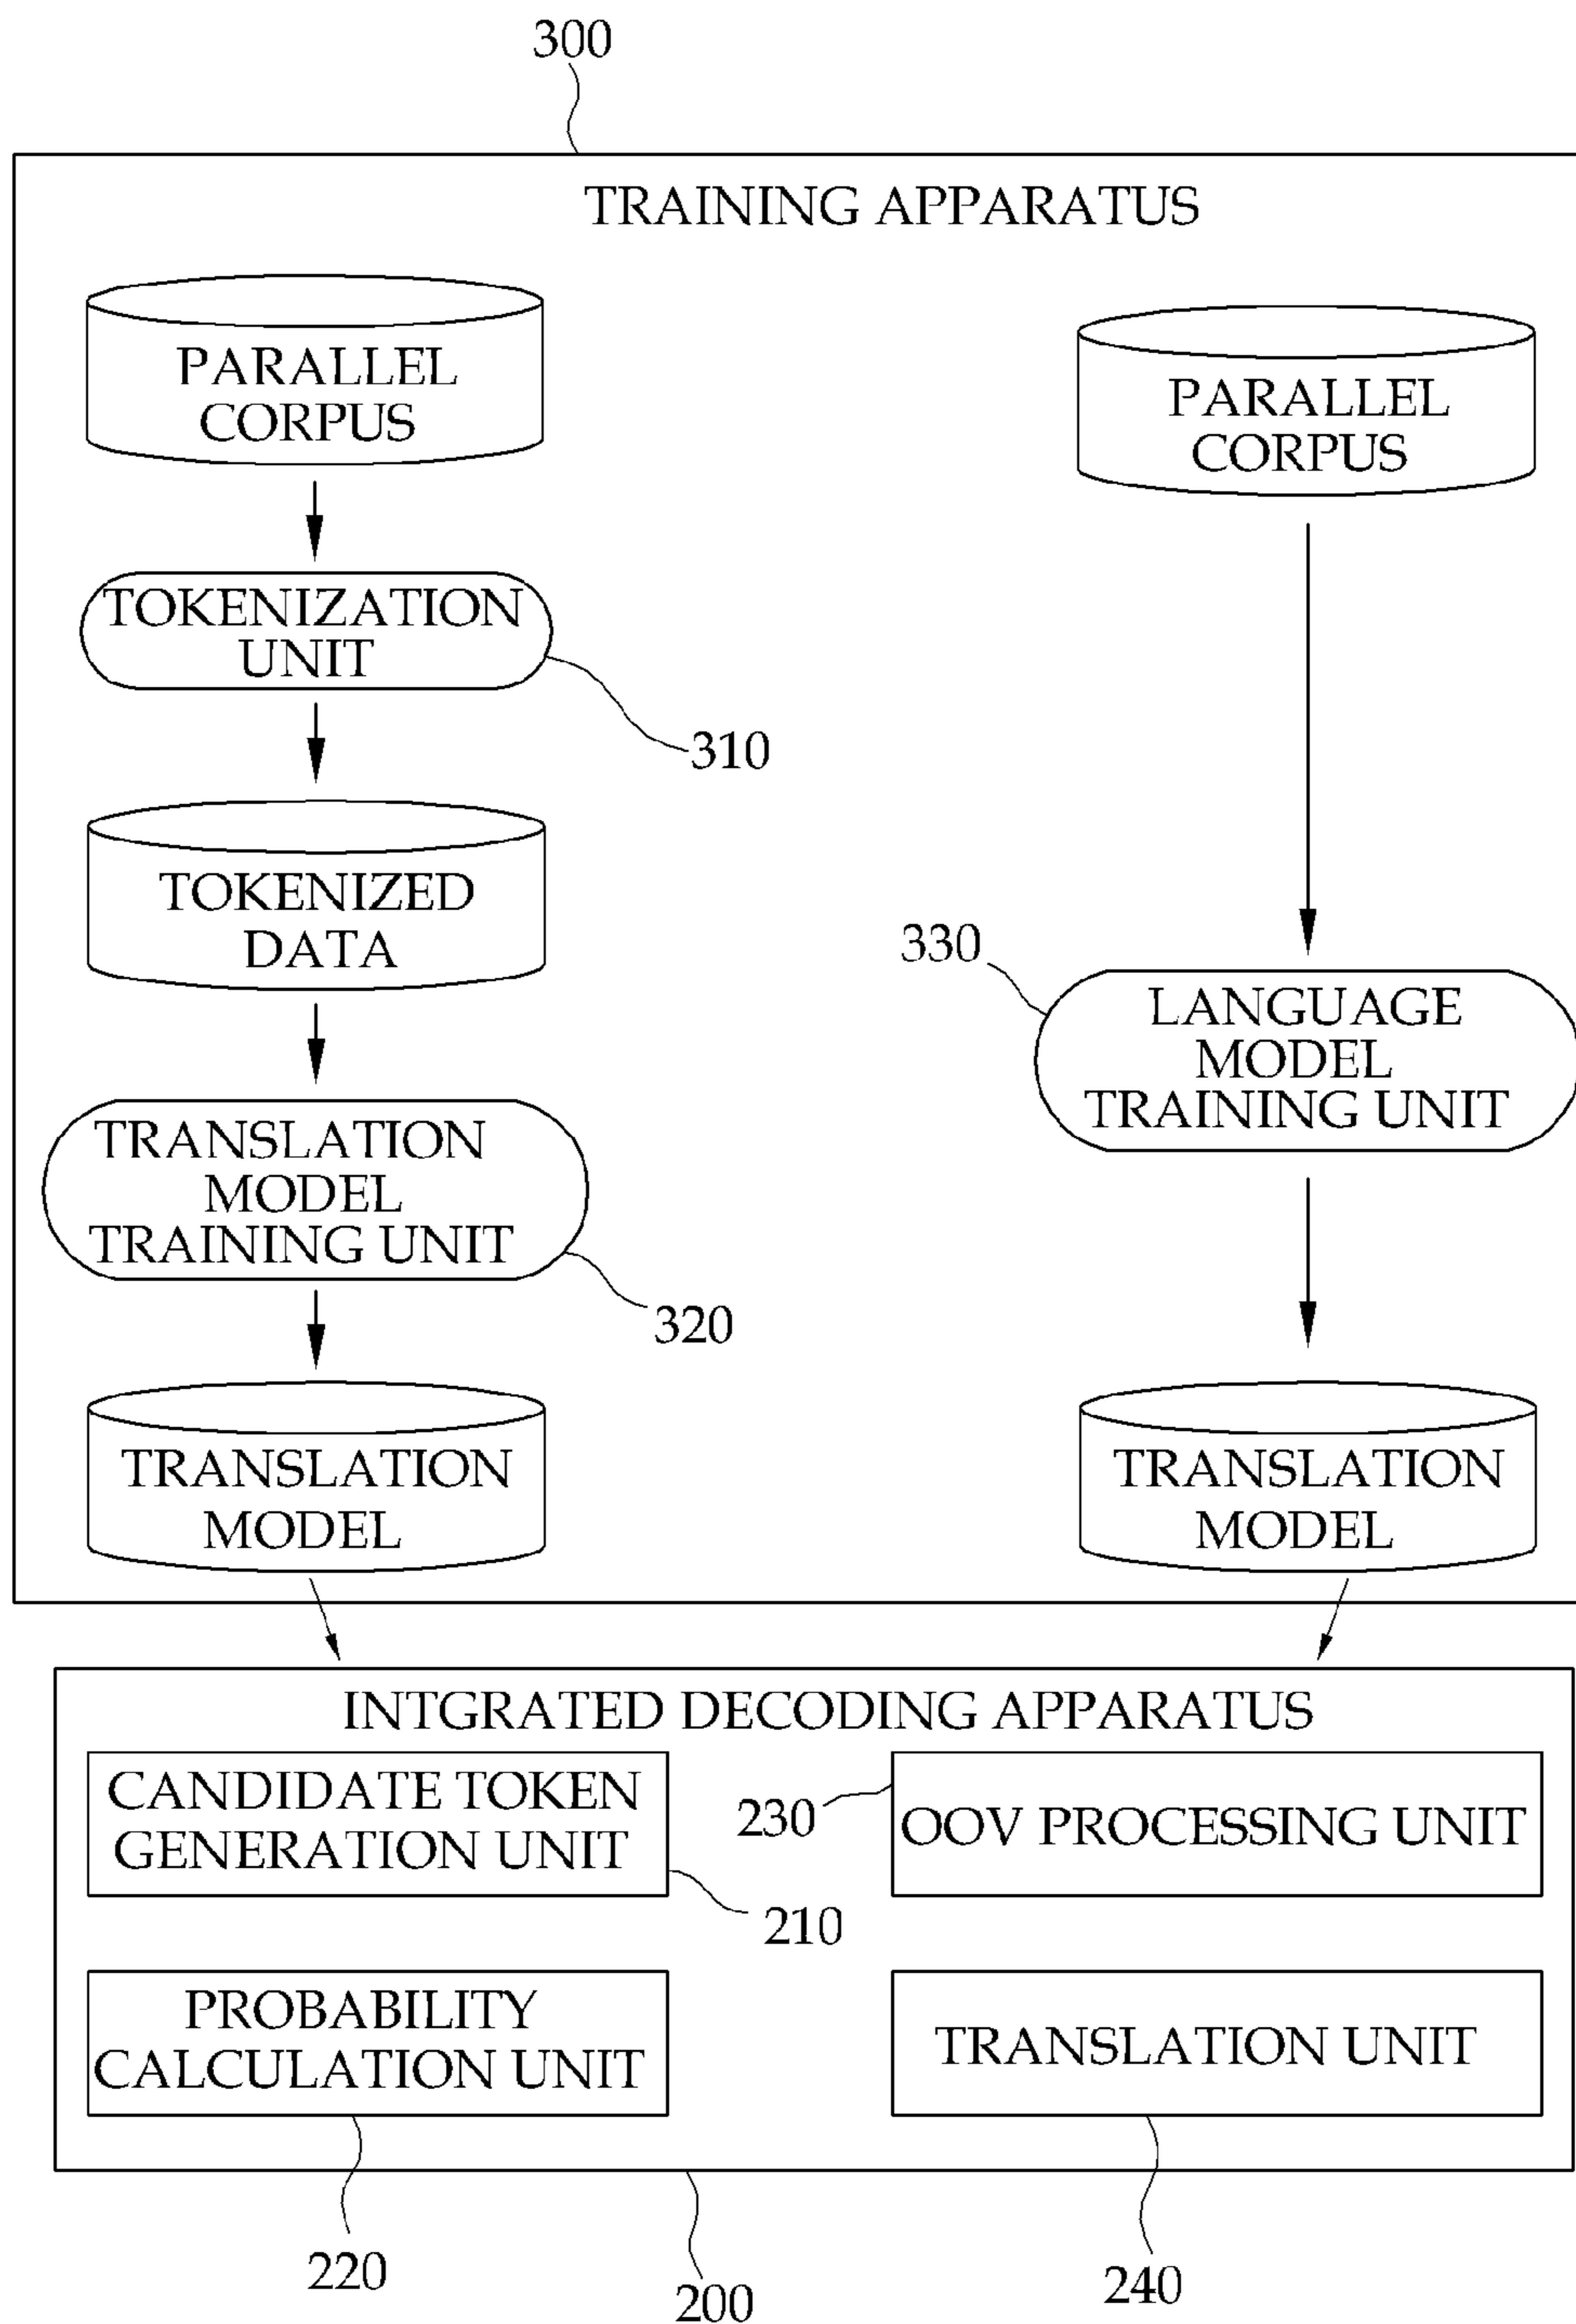 300
TRAINING APPARATUS
PARALLEL
CORPUS
TOKENIZATION
UNIT
310
TOKENIZED
DATA
TRANSLATION
MODEL
TRAINING UNIT
320
TRANSLATION
MODEL
PARALLEL
CORPUS
330
LANGUAGE
MODEL
TRAINING UNIT
TRANSLATION
MODEL
INTGRATED DECODING APPARATUS
CANDIDATE TOKEN
GENERATION UNIT
210
230
OOV PROCESSING UNIT
PROBABILITY
CALCULATION UNIT
220
TRANSLATION UNIT
240
200